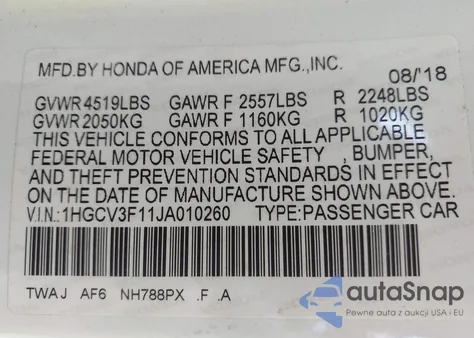 MFD.BY HONDA OF AMERICA MFG.,INC.
08/'18
GVWR 4519LBS GAWR F 2557LBS R 2248LBS
GVWR 2050KG GAWR F 1160KG R 1020KG
THIS VEHICLE CONFORMS TO ALL APPLICABLE
FEDERAL MOTOR VEHICLE SAFETY , BUMPER,
AND THEFT PREVENTION STANDARDS IN EFFECT
ON THE DATE OF MANUFACTURE SHOWN ABOVE.
V.I.N.: 1HGCV3F11JA010260 TYPE:PASSENGER CAR
TWAJ AF6 NH788PX .F .A
autoSnap
Pewne auta z aukcji USA i EU